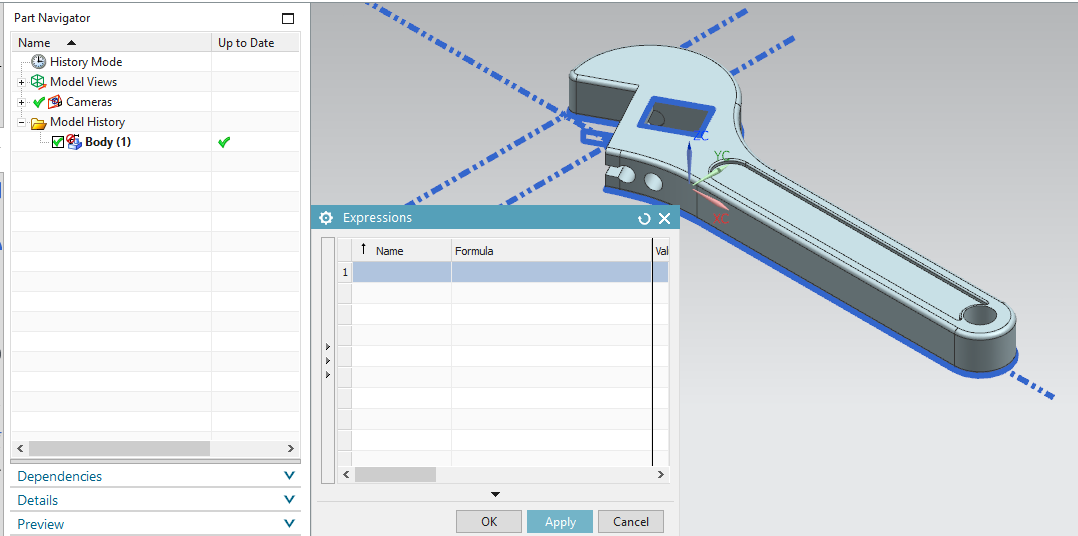 Part Navigator
Name Up to Date
History Mode
Model Views
Cameras
Model History
Body (1)
Dependencies
Details
Preview
ZC
YC
XC
Expressions
Name Formula Val
1
OK Apply Cancel